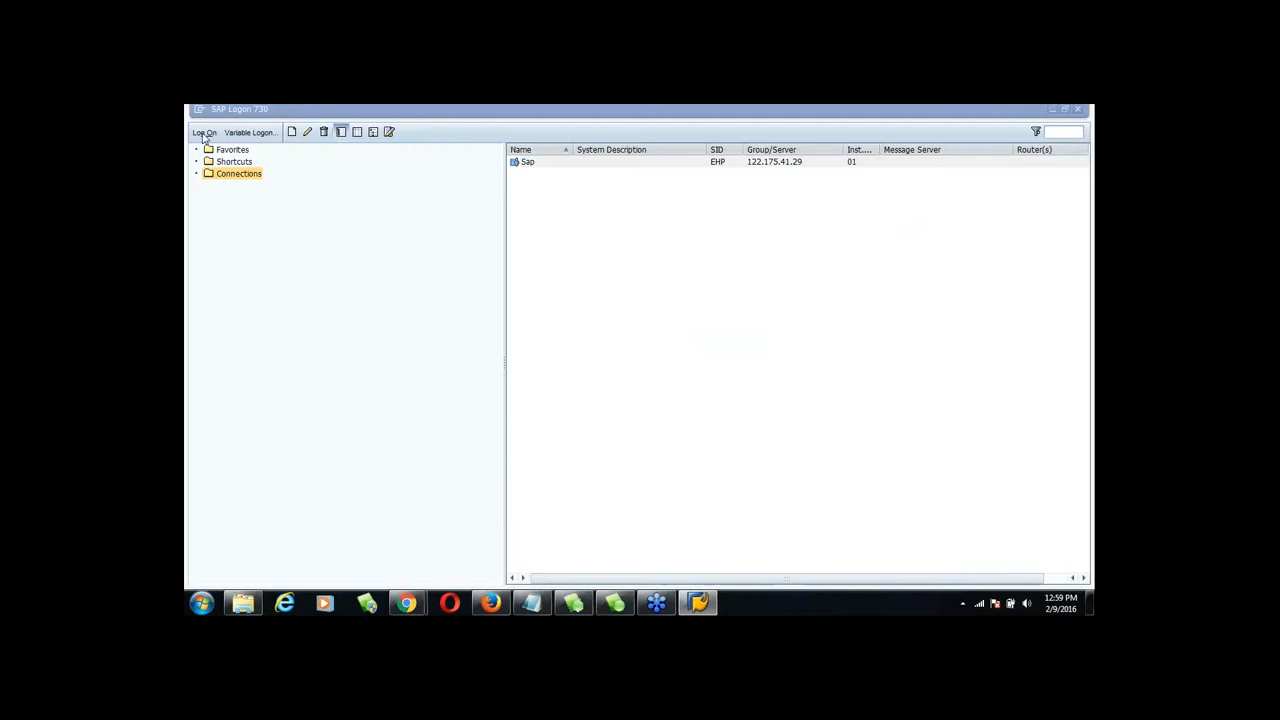 SAP Logon 730
Log On Variable Logon...
Favorites
Shortcuts
Connections
Name System Description SID Group/Server Inst.... Message Server Router(s)
Sap EHP 122.175.41.29 01
12:59 PM
2/9/2016